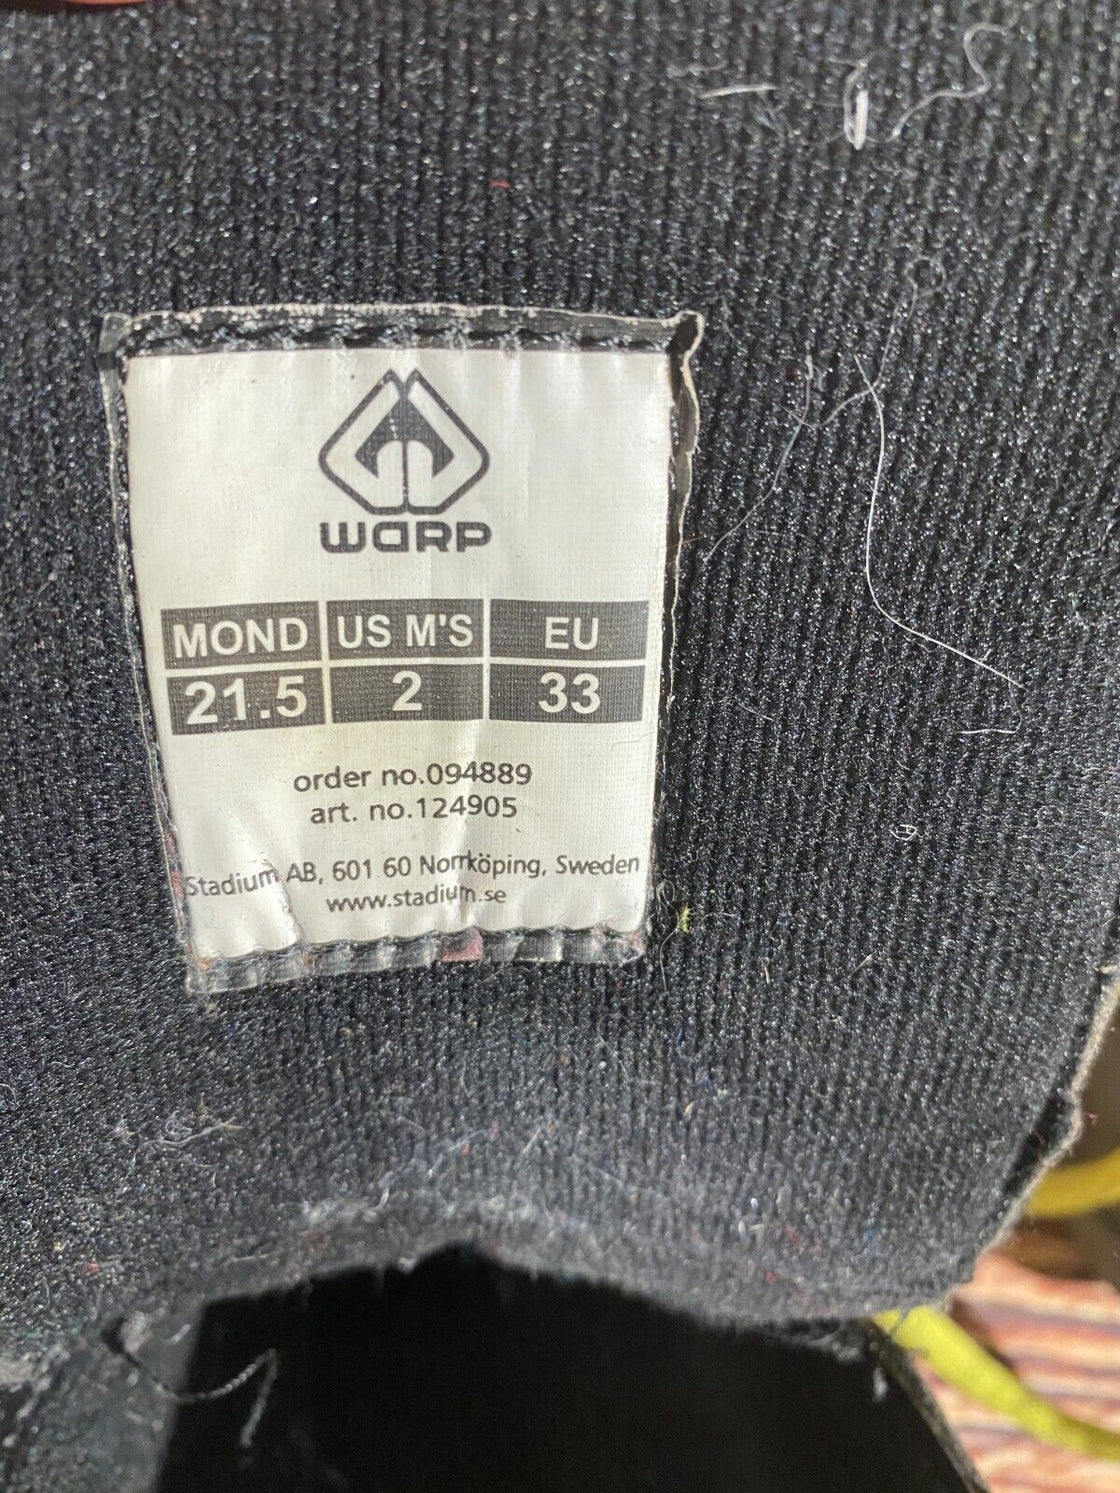 WARP
MOND US M'S EU
21.5 2 33
order no.094889
art. no.124905
Stadium AB, 601 60 Norrköping, Sweden
www.stadium.se